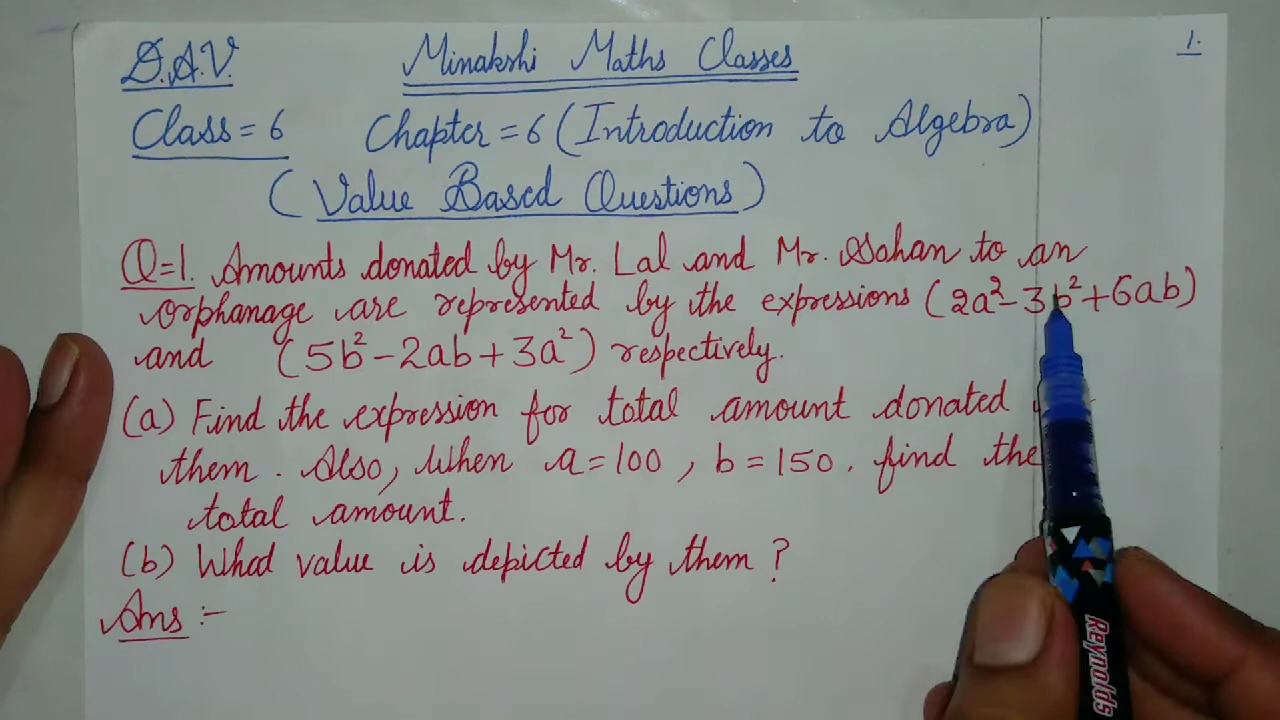 D.A.V. Minakshi Maths Classes 1.
Class = 6 Chapter = 6 (Introduction to Algebra)
(Value Based Questions)
Q=1. Amounts donated by Mr. Lal and Mr. Sahan to an
orphanage are represented by the expressions (2a²-3b²+6ab)
and (5b²-2ab+3a²) respectively.
(a) Find the expression for total amount donated
them. Also, When a=100, b=150. find the
total amount.
(b) What value is depicted by them?
Ans :-
Reynolds